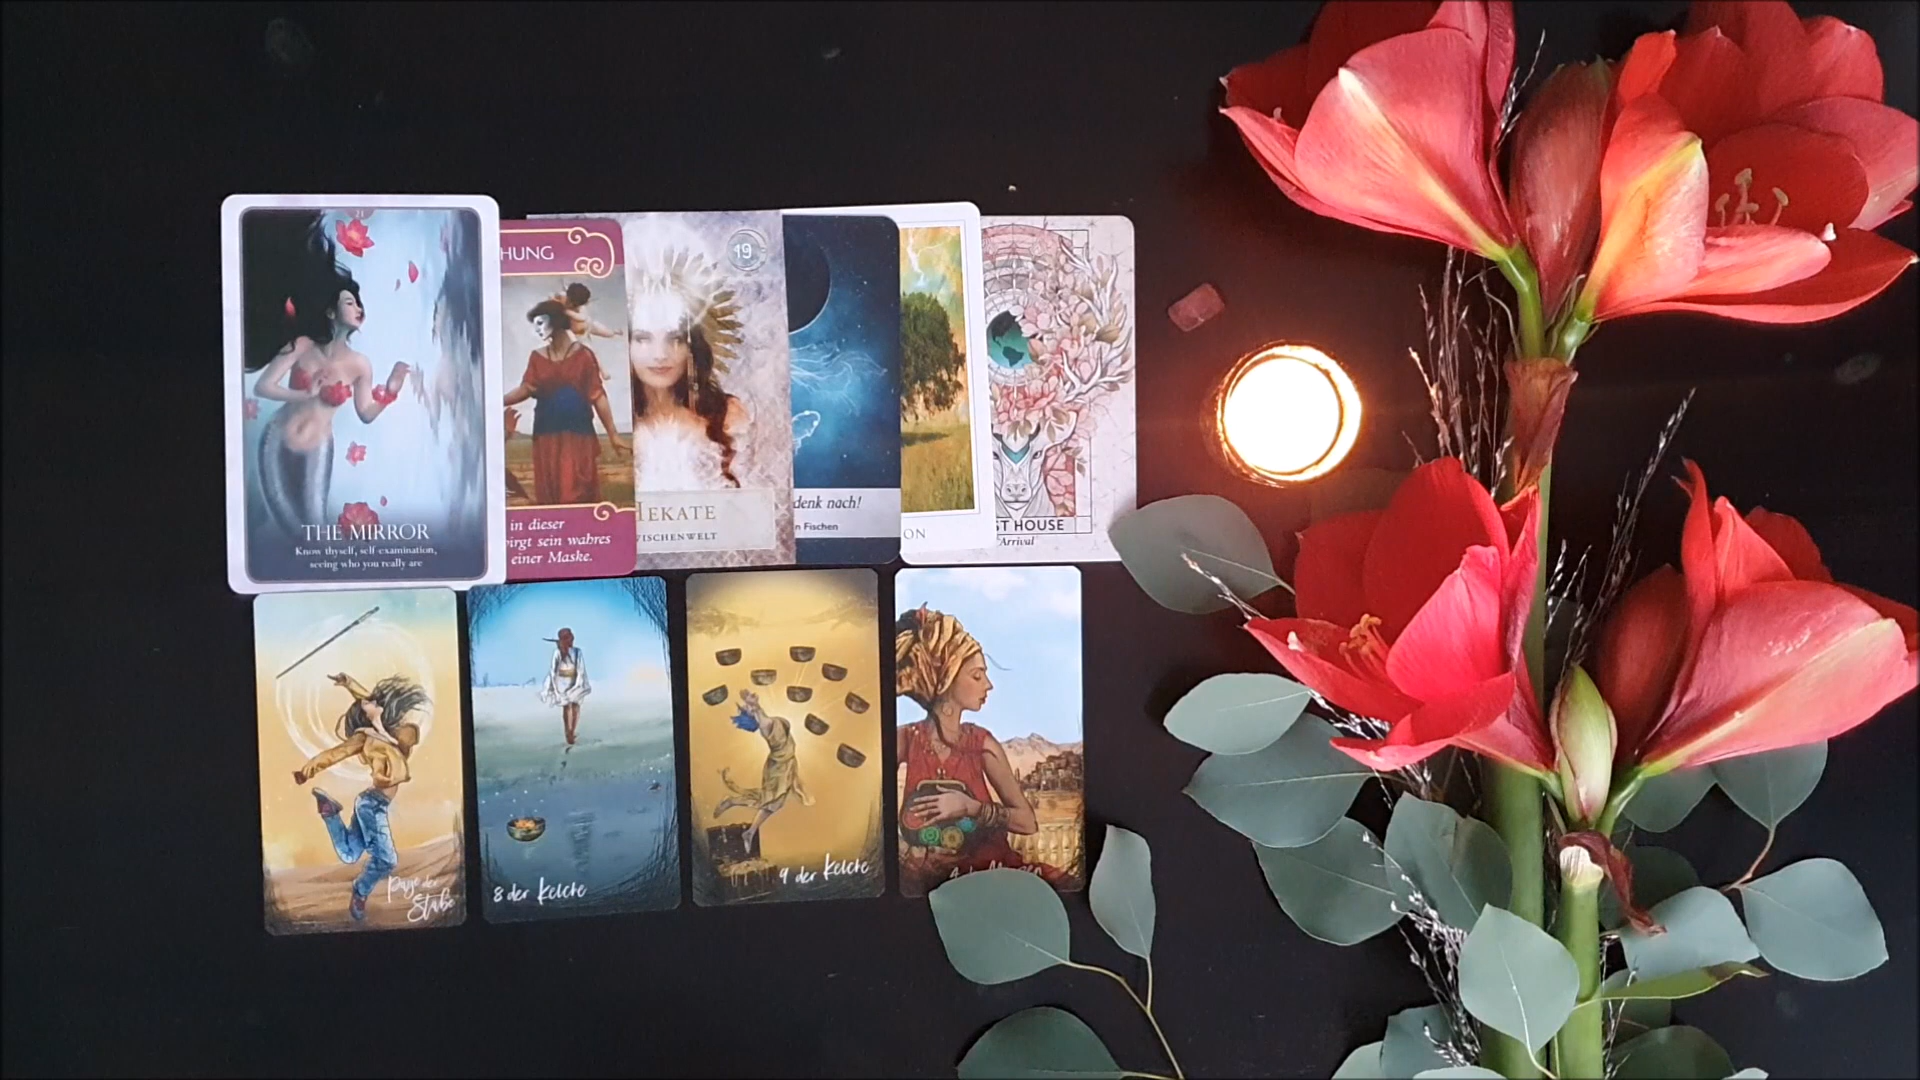 THE MIRROR
Know thyself, self examination,
seeing who you really are
HUNG
in dieser
irgt sein wahres
einer Maske.
19
HEKATE
WISCHENWELT
denk nach!
n Fischen
ON
ST HOUSE
Arrival
Page der
Stäbe
8 der Kelche
9 der Kelche